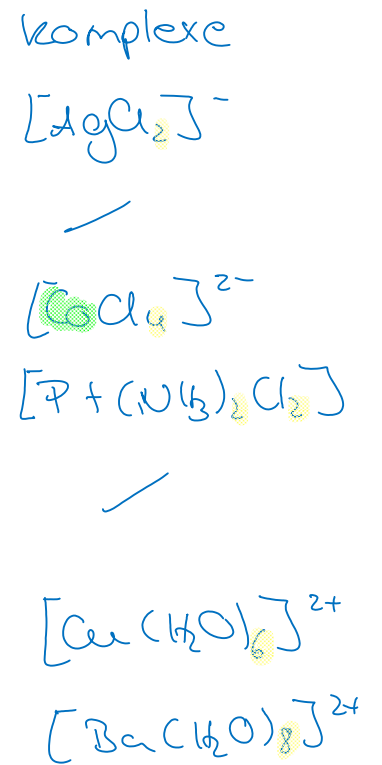 Komplexe
[AgCl₂]⁻
[CoCl₄]²⁻
[Pt(NH₃)₂Cl₂]
[Cu(H₂O)₆]²⁺
[Ba(H₂O)₈]²⁺